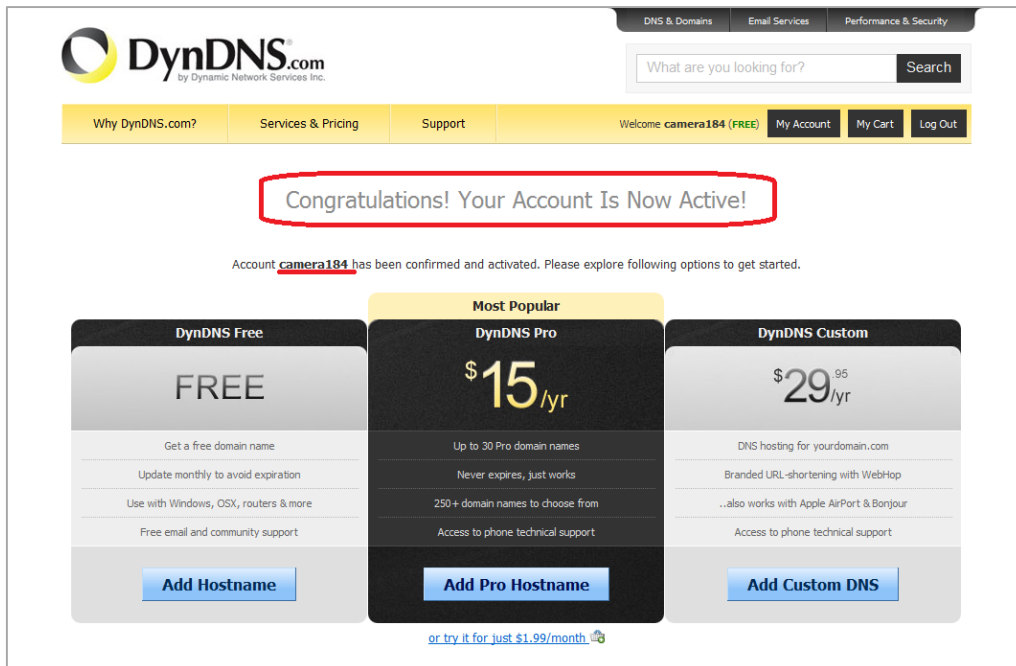 DNS & Domains Email Services Performance & Security
DynDNS.com
by Dynamic Network Services Inc.
What are you looking for? Search
Why DynDNS.com? Services & Pricing Support Welcome camera184 (FREE) My Account My Cart Log Out
Congratulations! Your Account Is Now Active!
Account camera184 has been confirmed and activated. Please explore following options to get started.
Most Popular
DynDNS Free
FREE
Get a free domain name
Update monthly to avoid expiration
Use with Windows, OSX, routers & more
Free email and community support
Add Hostname
DynDNS Pro
$15/yr
Up to 30 Pro domain names
Never expires, just works
250+ domain names to choose from
Access to phone technical support
Add Pro Hostname
or try it for just $1.99/month
DynDNS Custom
$29.95/yr
DNS hosting for yourdomain.com
Branded URL-shortening with WebHop
..also works with Apple AirPort & Bonjour
Access to phone technical support
Add Custom DNS